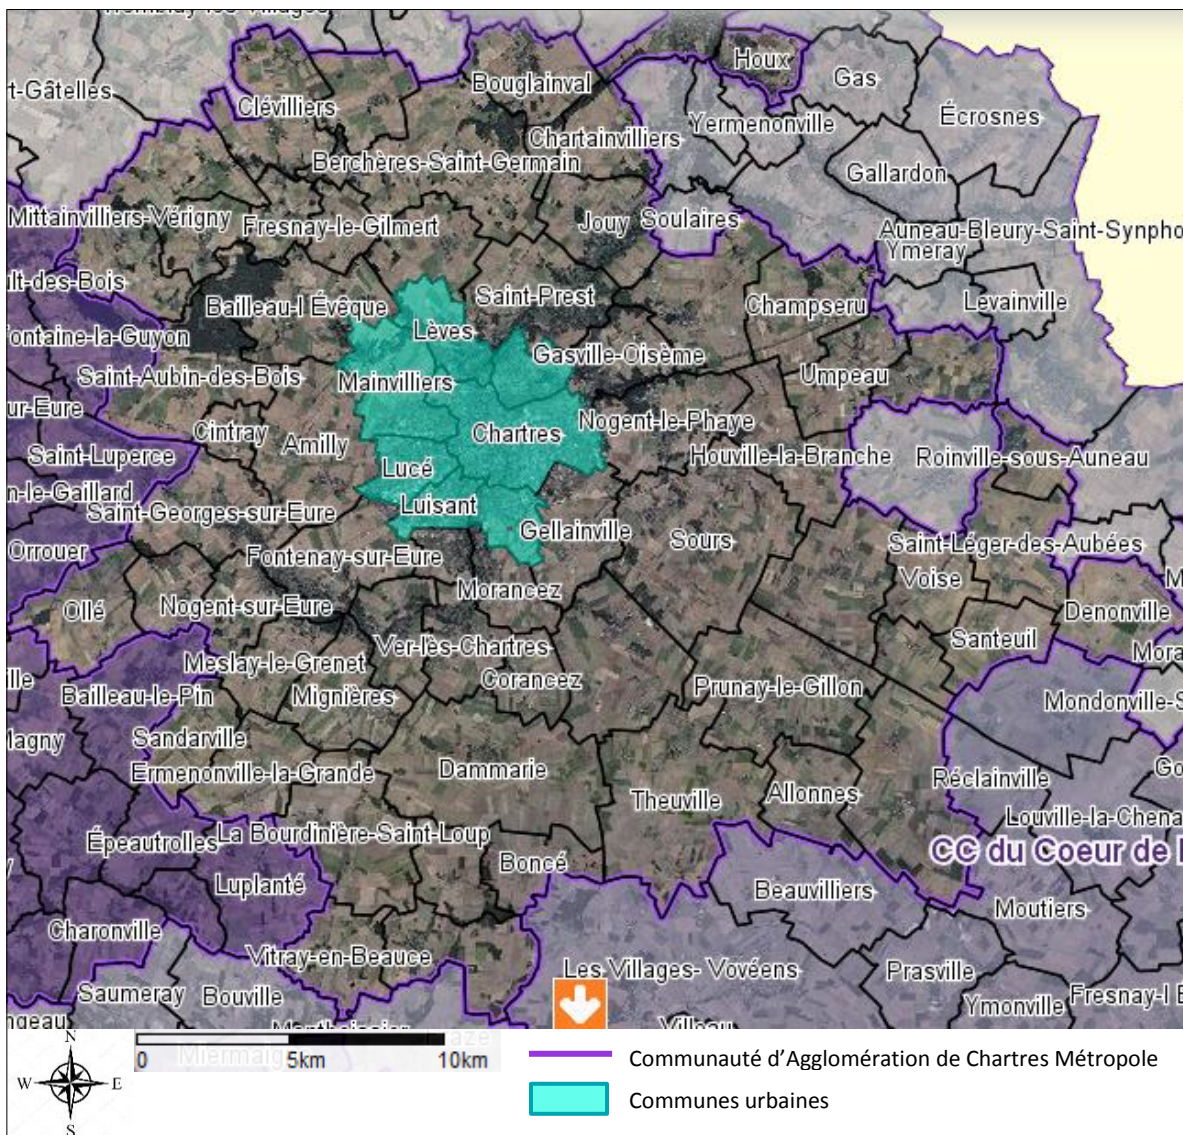 Houx
Gas
Bouglainval
rt-Gâtelles
Clévilliers
Écrosnes
Yermenonville
Chartainvilliers
Berchères-Saint-Germain
Gallardon
Mittainvilliers-Vérigny
Fresnay-le-Gilmert
Jouy
Soulaires
Auneau-Bleury-Saint-Sympho
Ymeray
ult-des-Bois
Bailleau-l Évêque
Saint-Prest
Champseru
Levainville
Lèves
ontaine-la-Guyon
Gasville-Oisème
Saint-Aubin-des-Bois
Mainvilliers
Umpeau
ur-Eure
Nogent-le-Phaye
Cintray
Amilly
Chartres
Saint-Luperce
Lucé
Houville-la-Branche
Roinville-sous-Auneau
n-le-Gaillard
Saint-Georges-sur-Eure
Luisant
Gellainville
Sours
Orrouer
Fontenay-sur-Eure
Saint-Léger-des-Aubées
Voise
Morancez
Ollé
Nogent-sur-Eure
Denonville
Ver-lès-Chartres
Santeuil
Mora
ille
Meslay-le-Grenet
Corancez
Bailleau-le-Pin
Mignières
Prunay-le-Gillon
Mondonville-S
Magny
Sandarville
Ermenonville-la-Grande
Dammarie
Réclainville
Go
Theuville
Allonnes
Louville-la-Chena
Épeautrolles
La Bourdinière-Saint-Loup
CC du Coeur de
Boncé
Luplanté
Beauvilliers
Moutiers
Charonville
Vitray-en-Beauce
Les Villages- Vovéens
Prasville
Saumeray
Bouville
Ymonville
Fresnay-l
ngeau
N
W
E
S
0
5km
10km
Communauté d’Agglomération de Chartres Métropole
Communes urbaines